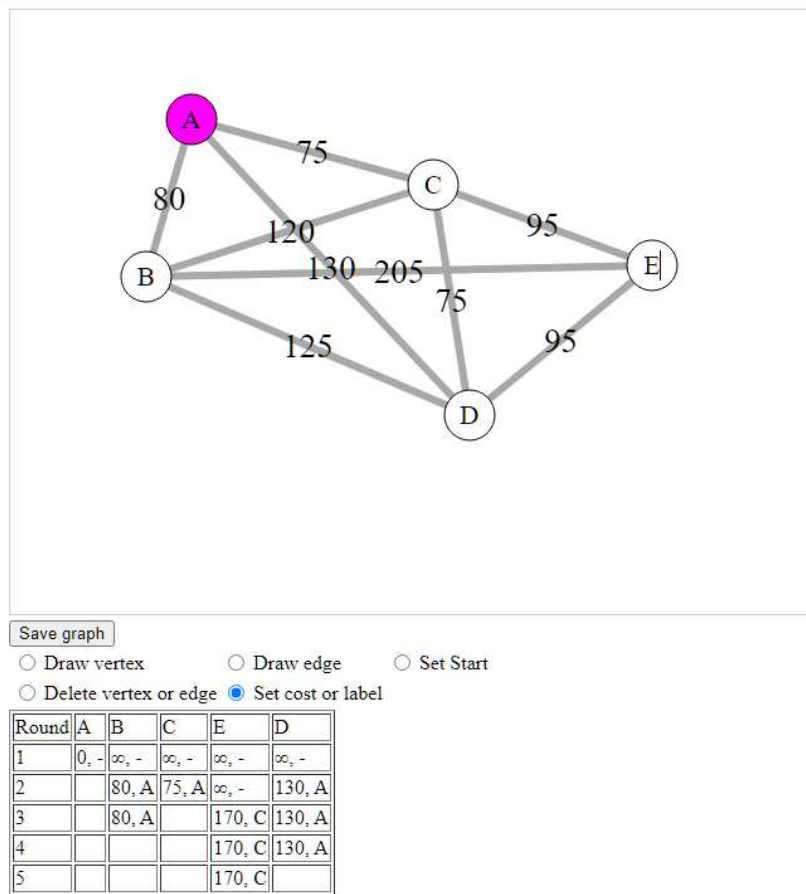 A
75
C
80
120
95
B
130
205
E
75
125
95
D
Save graph
Draw vertex Draw edge Set Start
Delete vertex or edge Set cost or label
Round A B C E D
1 0, - ∞, - ∞, - ∞, - ∞, -
2 80, A 75, A ∞, - 130, A
3 80, A 170, C 130, A
4 170, C 130, A
5 170, C